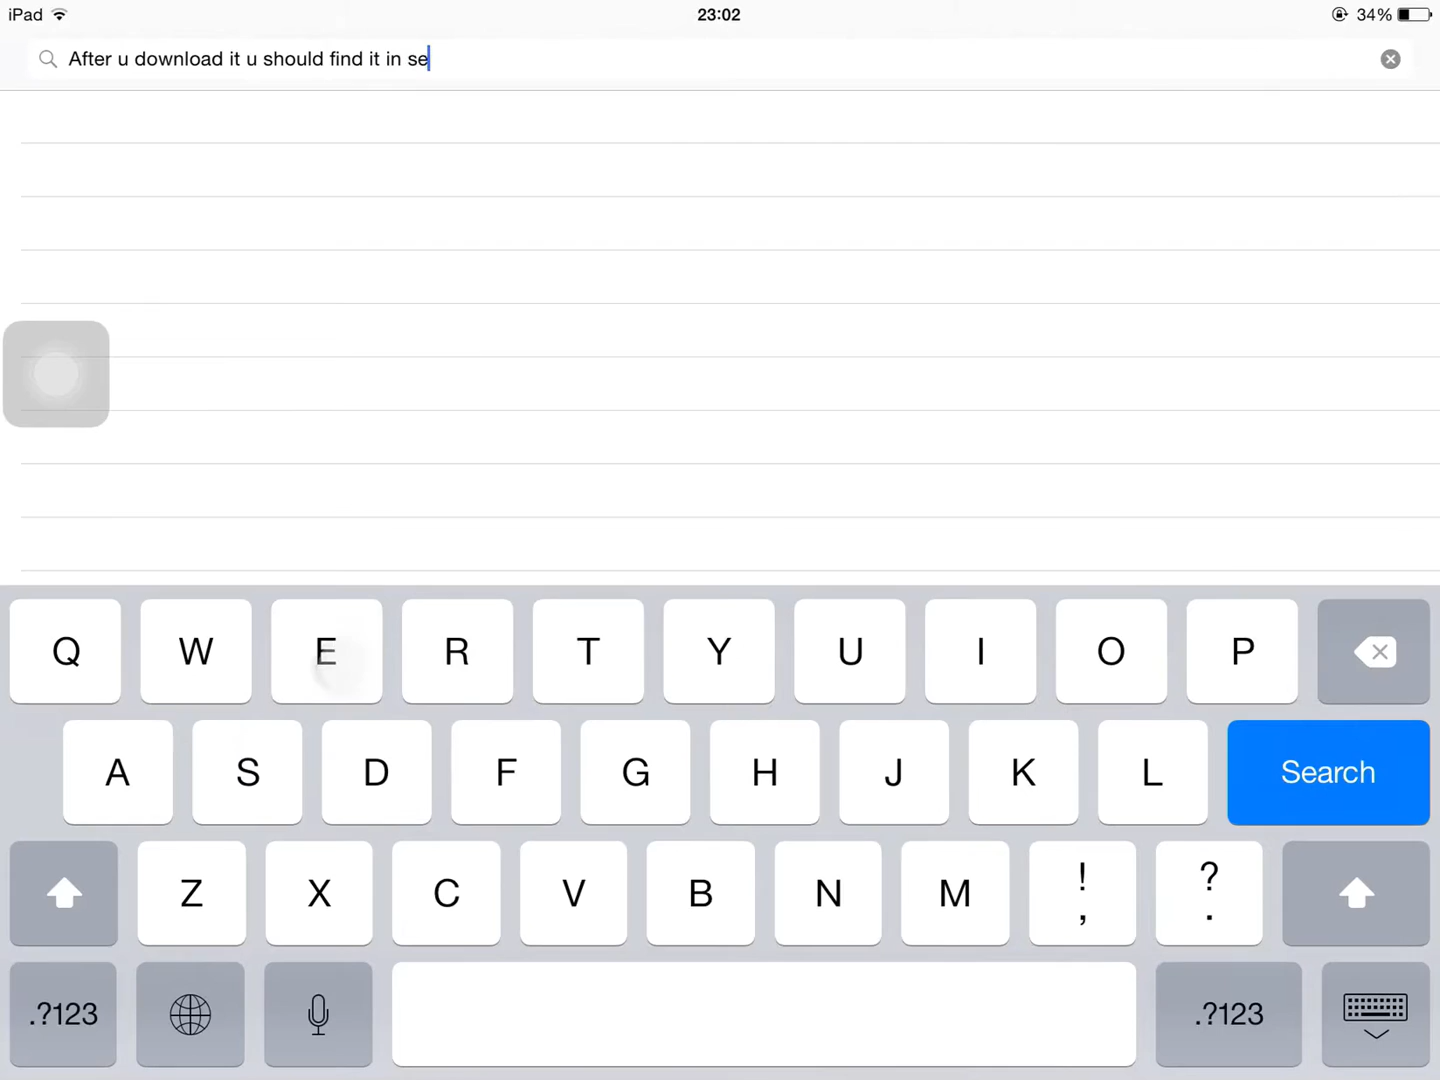 iPad
23:02
34%
After u download it u should find it in se
Q W E R T Y U I O P
A S D F G H J K L Search
Z X C V B N M ! , ? .
.?123 .?123